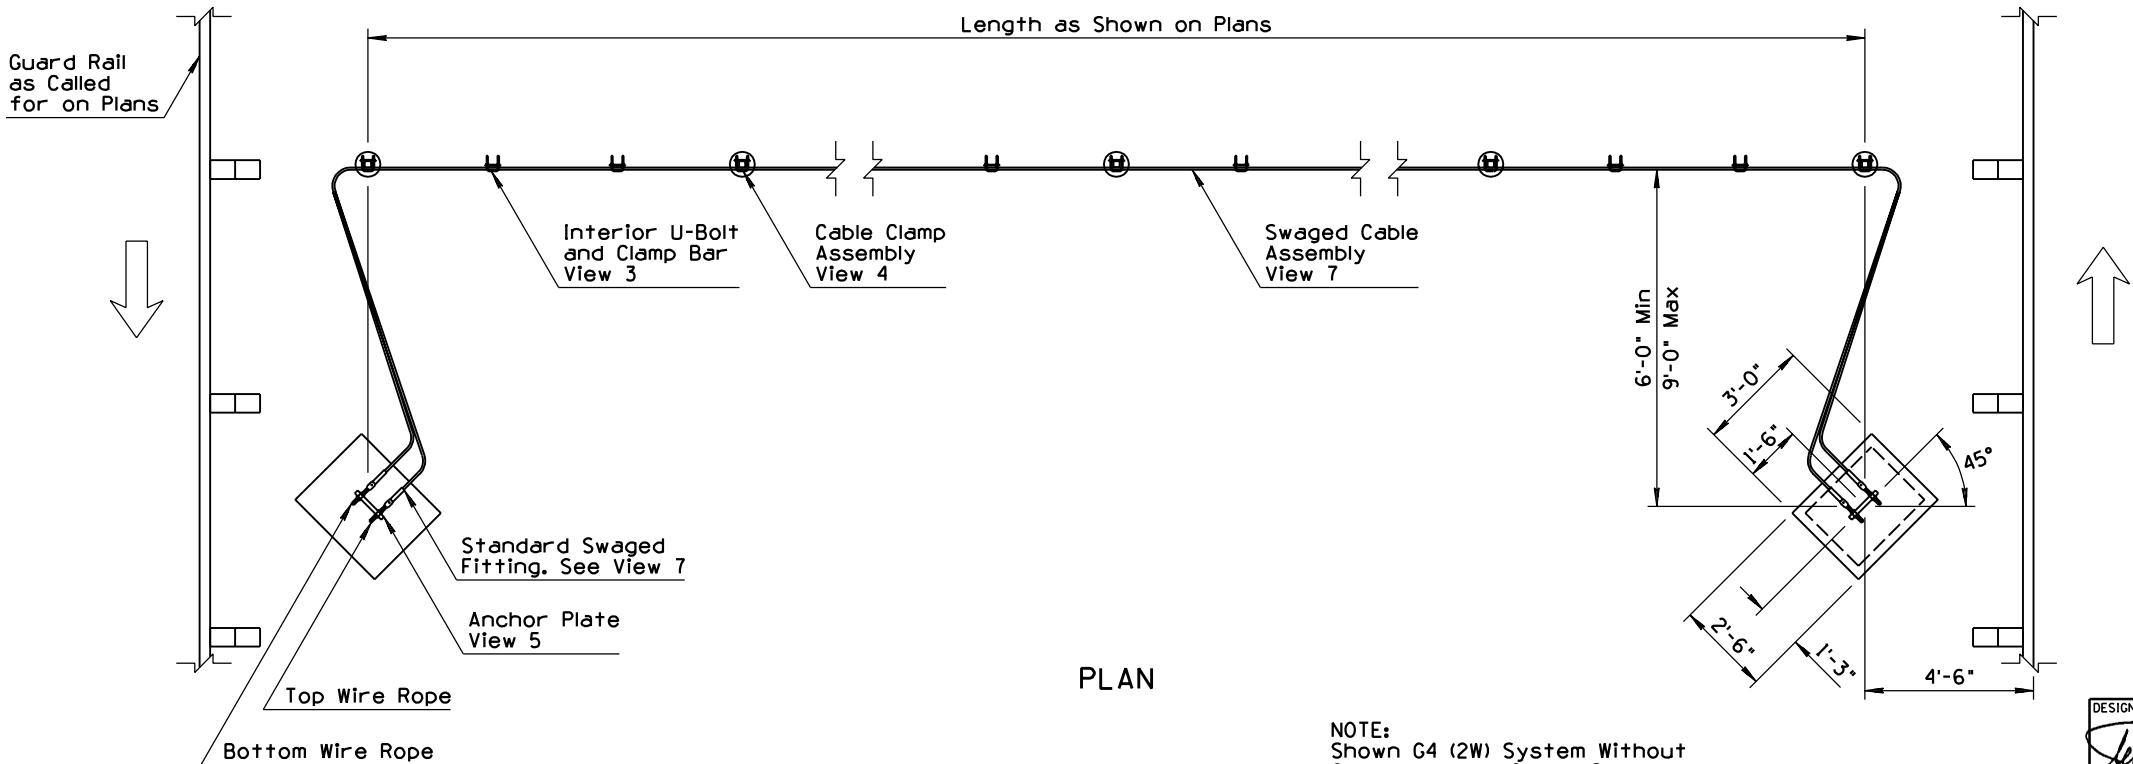 Length as Shown on Plans
Guard Rail
as Called
for on Plans
Interior U-Bolt
and Clamp Bar
View 3
Cable Clamp
Assembly
View 4
Swaged Cable
Assembly
View 7
6'-0" Min
9'-0" Max
3'-0"
1'-6"
45°
Standard Swaged
Fitting. See View 7
Anchor Plate
View 5
2'-6"
1'-3"
4'-6"
Top Wire Rope
PLAN
Bottom Wire Rope
NOTE:
Shown G4 (2W) System Without
DESIGN